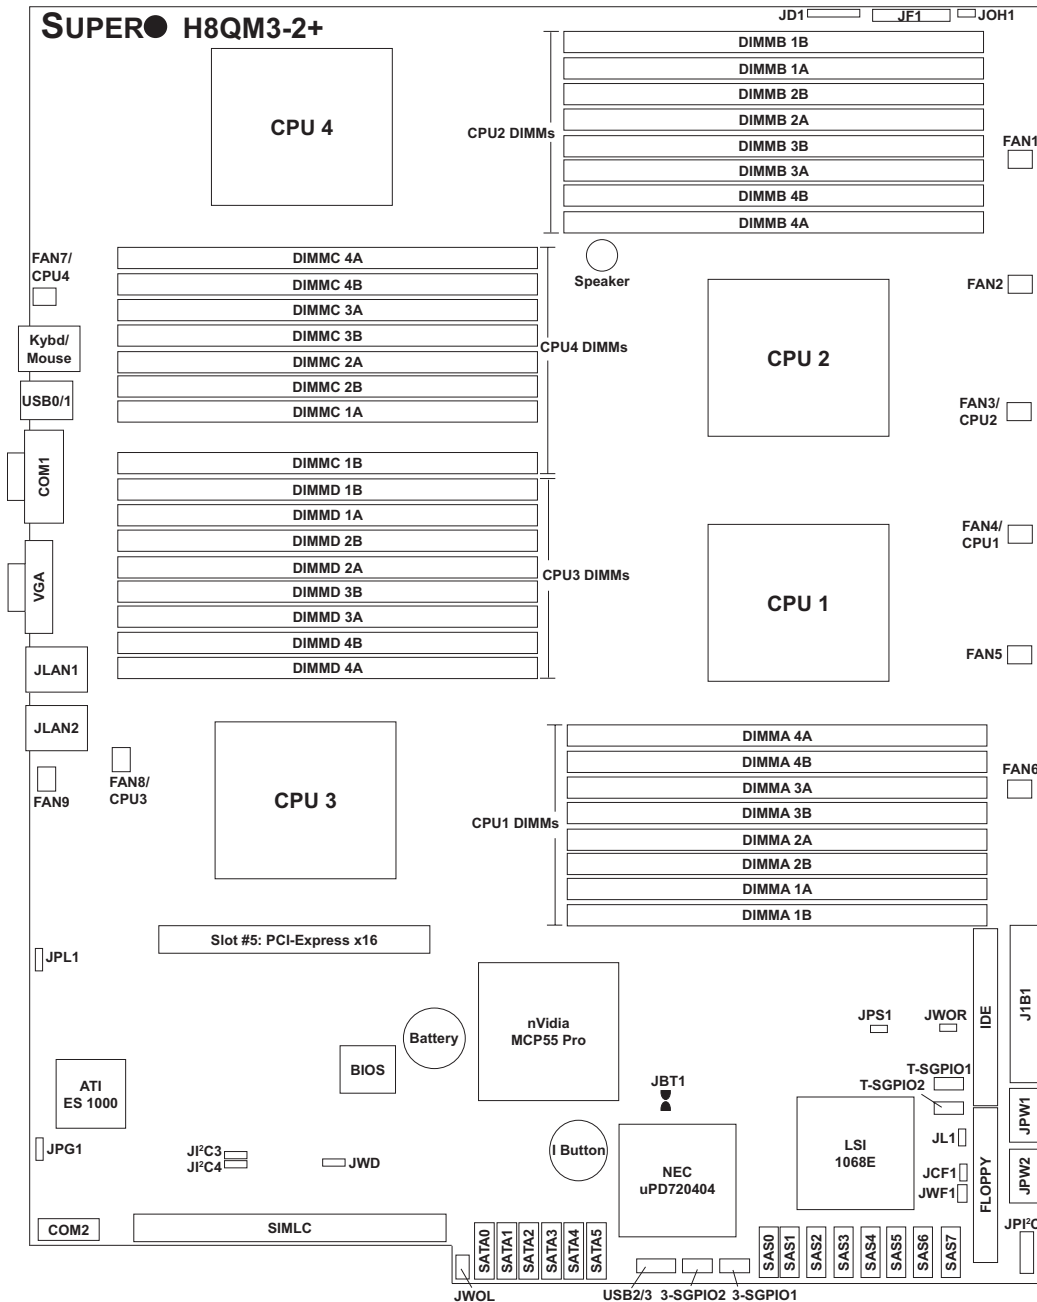 SUPER● H8QM3-2+
JD1
JF1
JOH1
DIMMB 1B
DIMMB 1A
DIMMB 2B
DIMMB 2A
DIMMB 3B
DIMMB 3A
DIMMB 4B
DIMMB 4A
CPU2 DIMMs
CPU 4
FAN1
FAN7/
CPU4
Speaker
FAN2
DIMMC 4A
DIMMC 4B
DIMMC 3A
DIMMC 3B
DIMMC 2A
DIMMC 2B
DIMMC 1A
DIMMC 1B
CPU4 DIMMs
Kybd/
Mouse
USB0/1
COM1
CPU 2
FAN3/
CPU2
DIMMD 1B
DIMMD 1A
DIMMD 2B
DIMMD 2A
DIMMD 3B
DIMMD 3A
DIMMD 4B
DIMMD 4A
CPU3 DIMMs
VGA
JLAN1
JLAN2
FAN4/
CPU1
CPU 1
FAN5
FAN9
FAN8/
CPU3
CPU 3
CPU1 DIMMs
DIMMA 4A
DIMMA 4B
DIMMA 3A
DIMMA 3B
DIMMA 2A
DIMMA 2B
DIMMA 1A
DIMMA 1B
FAN6
Slot #5: PCI-Express x16
JPL1
Battery
nVidia
MCP55 Pro
BIOS
ATI
ES 1000
JPS1
JWOR
IDE
J1B1
T-SGPIO1
T-SGPIO2
JBT1
JPW1
JPG1
JI²C3
JI²C4
JWD
I Button
NEC
uPD720404
LSI
1068E
JL1
JCF1
JWF1
FLOPPY
JPW2
JPI²C
COM2
SIMLC
JWOL
SATA0
SATA1
SATA2
SATA3
SATA4
SATA5
USB2/3
3-SGPIO2
3-SGPIO1
SAS0
SAS1
SAS2
SAS3
SAS4
SAS5
SAS6
SAS7